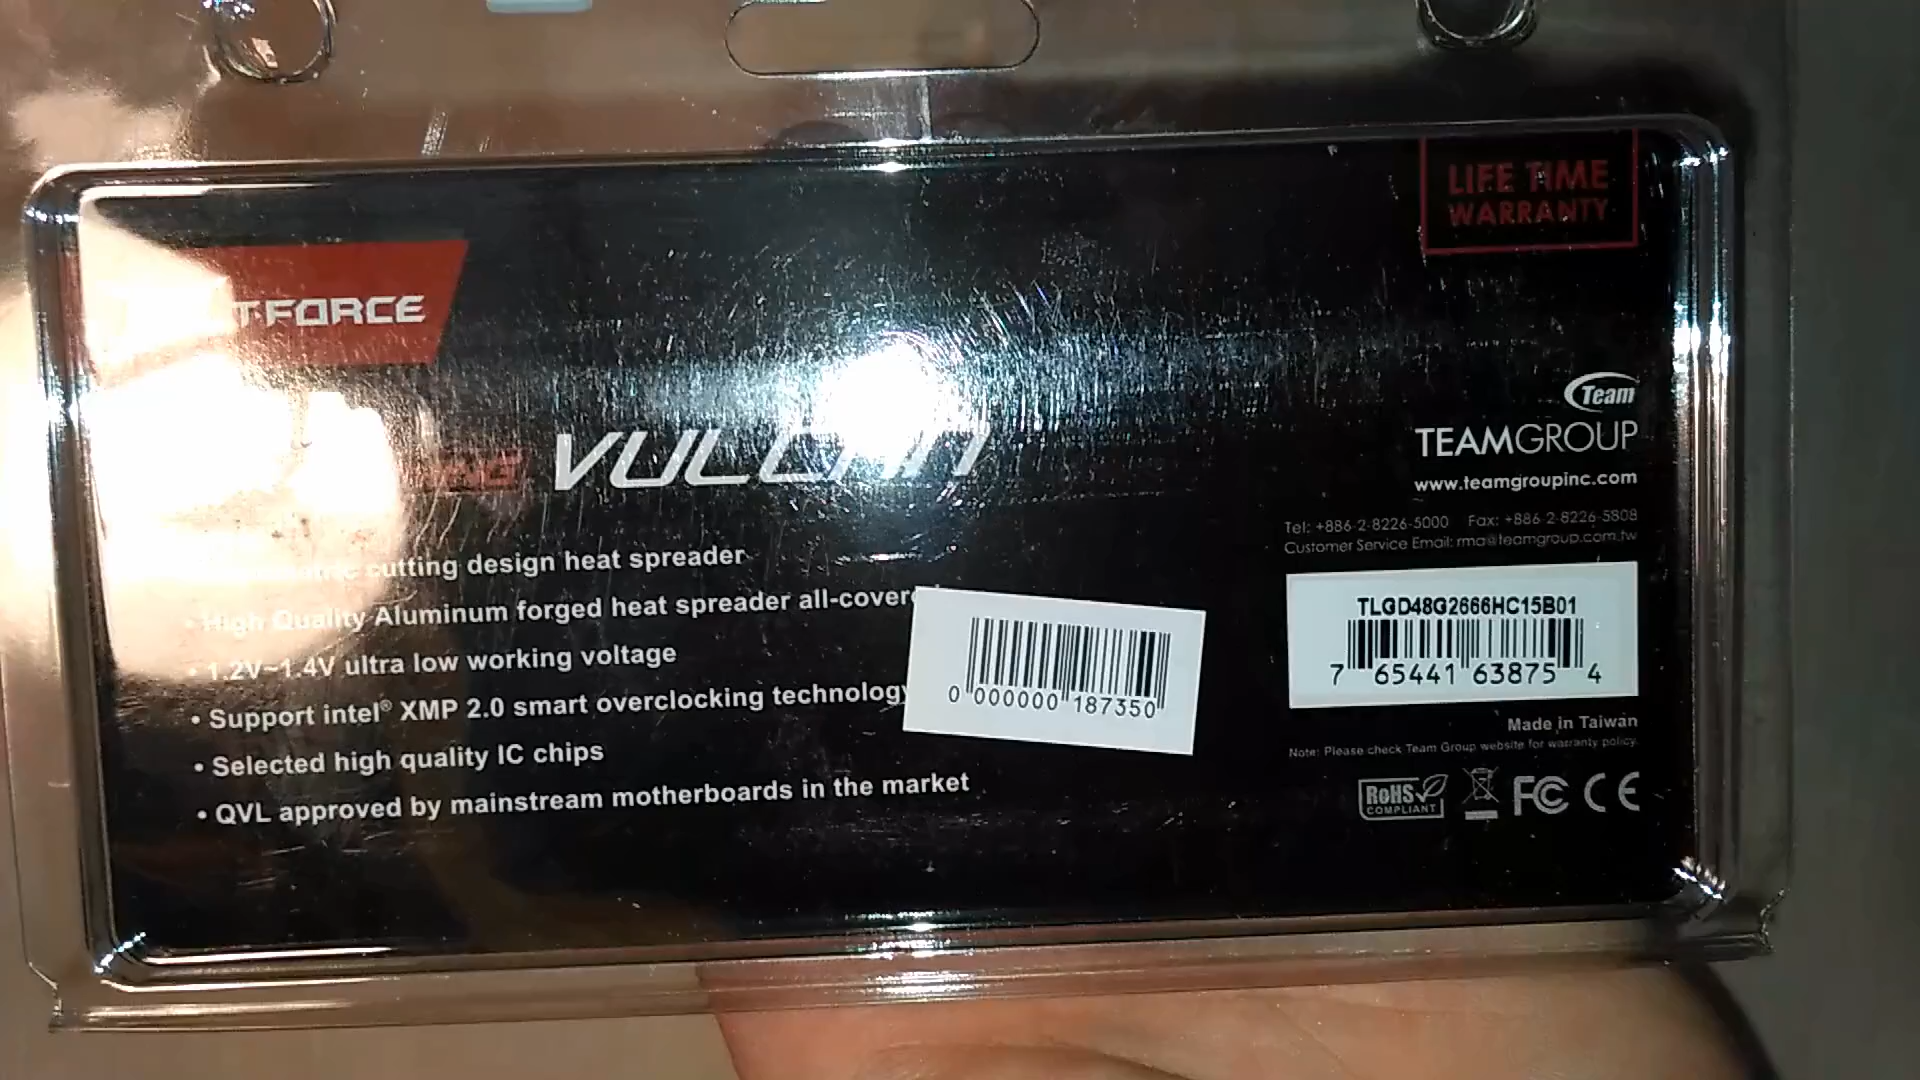 LIFE TIME
WARRANTY
T-FORCE
VULCAN
cutting design heat spreader
• High Quality Aluminum forged heat spreader all-covere
• 1.2V~1.4V ultra low working voltage
• Support intel® XMP 2.0 smart overclocking technology
• Selected high quality IC chips
• QVL approved by mainstream motherboards in the market
0 000000 187350
Team
TEAMGROUP
www.teamgroupinc.com
Tel: +886-2-8226-5000 Fax: +886-2-8226-5808
Customer Service Email: rma@teamgroup.com.tw
TLGD48G2666HC15B01
7 65441 63875 4
Made in Taiwan
Note: Please check Team Group website for warranty policy.
RoHS
COMPLIANT
FC CE